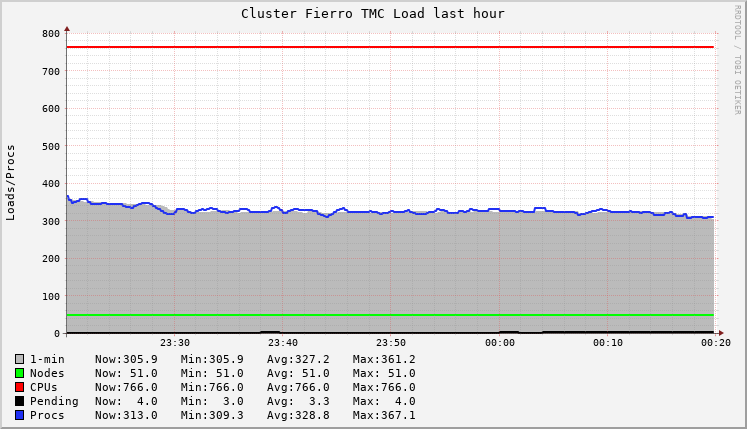 Cluster Fierro TMC Load last hour
RRDTOOL / TOBI OETIKER
Loads/Procs
800
700
600
500
400
300
200
100
0
23:30 23:40 23:50 00:00 00:10 00:20
1-min Now:305.9 Min:305.9 Avg:327.2 Max:361.2
Nodes Now: 51.0 Min: 51.0 Avg: 51.0 Max: 51.0
CPUs Now:766.0 Min:766.0 Avg:766.0 Max:766.0
Pending Now: 4.0 Min: 3.0 Avg: 3.3 Max: 4.0
Procs Now:313.0 Min:309.3 Avg:328.8 Max:367.1